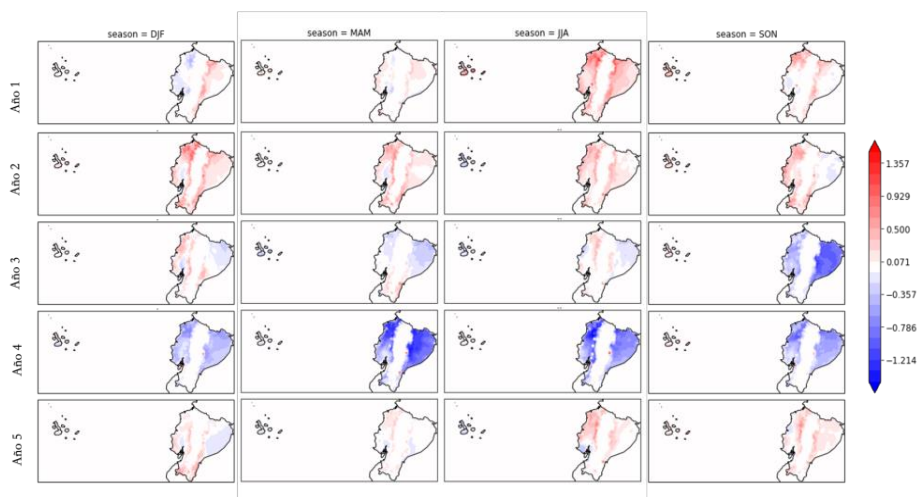 season = DJF
season = MAM
season = JJA
season = SON
Año 1
Año 2
Año 3
Año 4
Año 5
1.357
0.929
0.500
0.071
−0.357
−0.786
−1.214